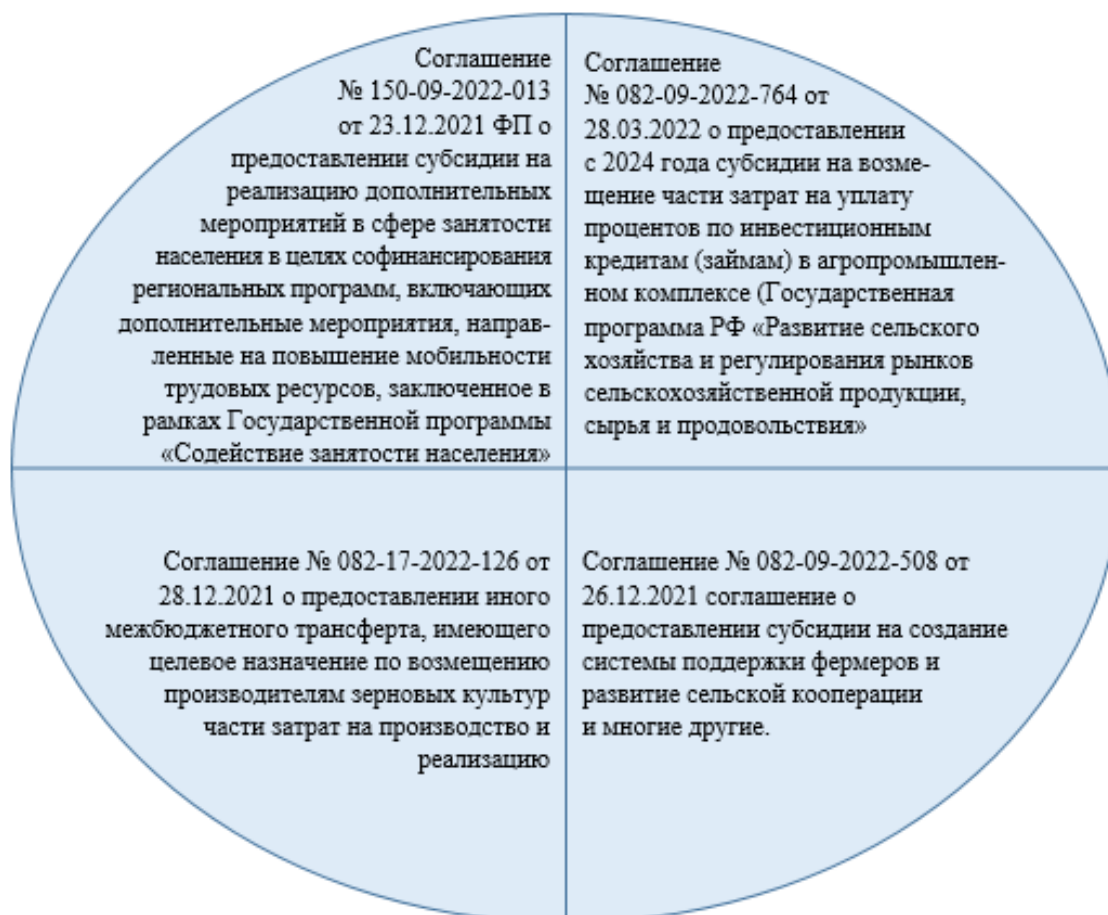 Соглашение
№ 150-09-2022-013
от 23.12.2021 ФП о
предоставлении субсидии на
реализацию дополнительных
мероприятий в сфере занятости
населения в целях софинансирования
региональных программ, включающих
дополнительные мероприятия, направ-
ленные на повышение мобильности
трудовых ресурсов, заключенное в
рамках Государственной программы
«Содействие занятости населения»
Соглашение
№ 082-09-2022-764 от
28.03.2022 о предоставлении
с 2024 года субсидии на возме-
щение части затрат на уплату
процентов по инвестиционным
кредитам (займам) в агропромышлен-
ном комплексе (Государственная
программа РФ «Развитие сельского
хозяйства и регулирования рынков
сельскохозяйственной продукции,
сырья и продовольствия»
Соглашение № 082-17-2022-126 от
28.12.2021 о предоставлении иного
межбюджетного трансферта, имеющего
целевое назначение по возмещению
производителям зерновых культур
части затрат на производство и
реализацию
Соглашение № 082-09-2022-508 от
26.12.2021 соглашение о
предоставлении субсидии на создание
системы поддержки фермеров и
развитие сельской кооперации
и многие другие.